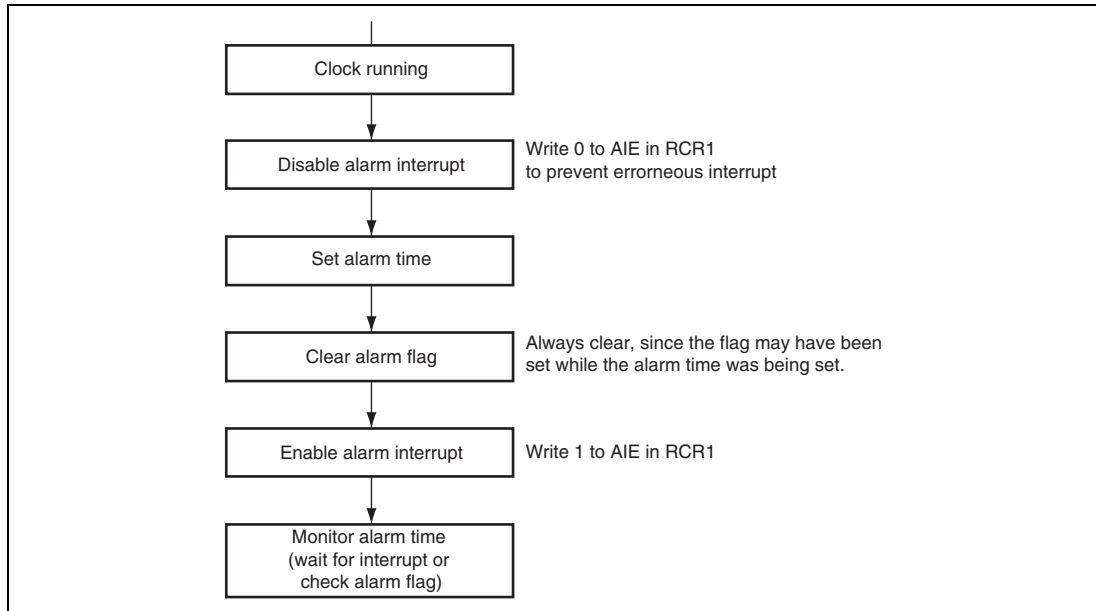 Clock running
Disable alarm interrupt
Write 0 to AIE in RCR1
to prevent errorneous interrupt
Set alarm time
Clear alarm flag
Always clear, since the flag may have been
set while the alarm time was being set.
Enable alarm interrupt
Write 1 to AIE in RCR1
Monitor alarm time
(wait for interrupt or
check alarm flag)